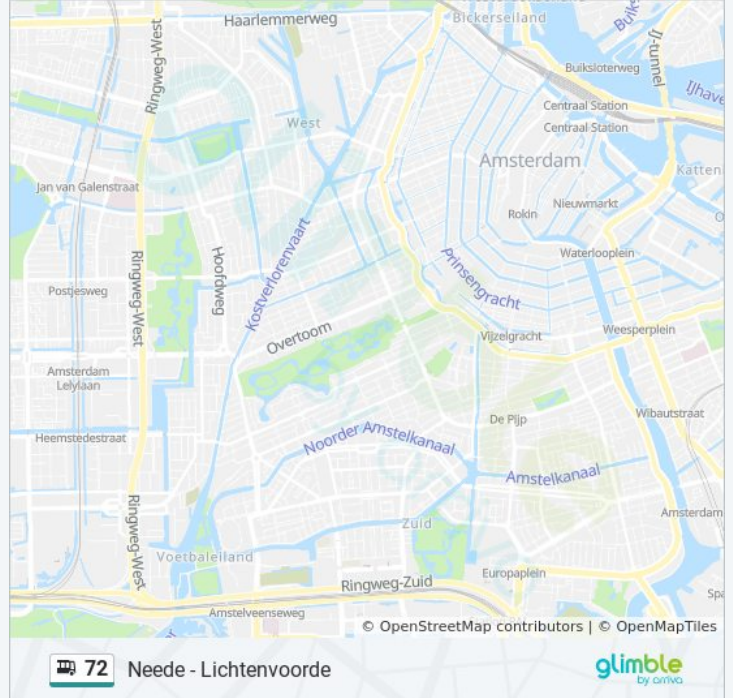 Haarlemmerweg
Bickerseiland
Ringweg-West
IJ-tunnel
Buiksloterweg
IJhave
Centraal Station
Centraal Station
West
Amsterdam
Katten
Jan van Galenstraat
Nieuwmarkt
Rokin
Waterlooplein
Kostverlorenvaart
Hoofdweg
Ringweg-West
Prinsengracht
Postjesweg
Overtoom
Vijzelgracht
Weesperplein
Amsterdam
Lelylaan
De Pijp
Wibautstraat
Heemstedestraat
Noorder Amstelkanaal
Amstelkanaal
Ringweg-West
Amsterdam
Zuid
Voetbaleiland
Europaplein
Ringweg-Zuid
Spa
Amstelveenseweg
© OpenStreetMap contributors | © OpenMapTiles
72 Neede - Lichtenvoorde
glimble
by arriva